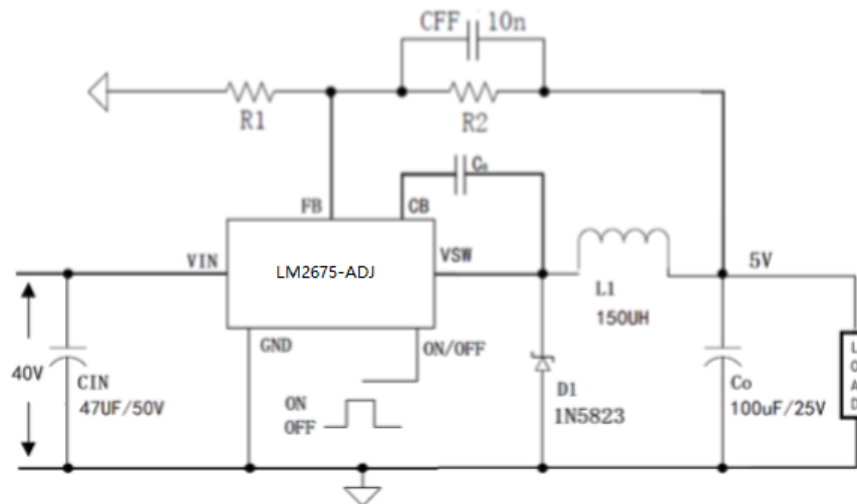 CFF 10n
R1
R2
FB
CB
VIN
LM2675-ADJ
VSW
5V
L1
150UH
GND
ON/OFF
40V
CIN
47UF/50V
ON
OFF
D1
1N5823
Co
100uF/25V
LOAD